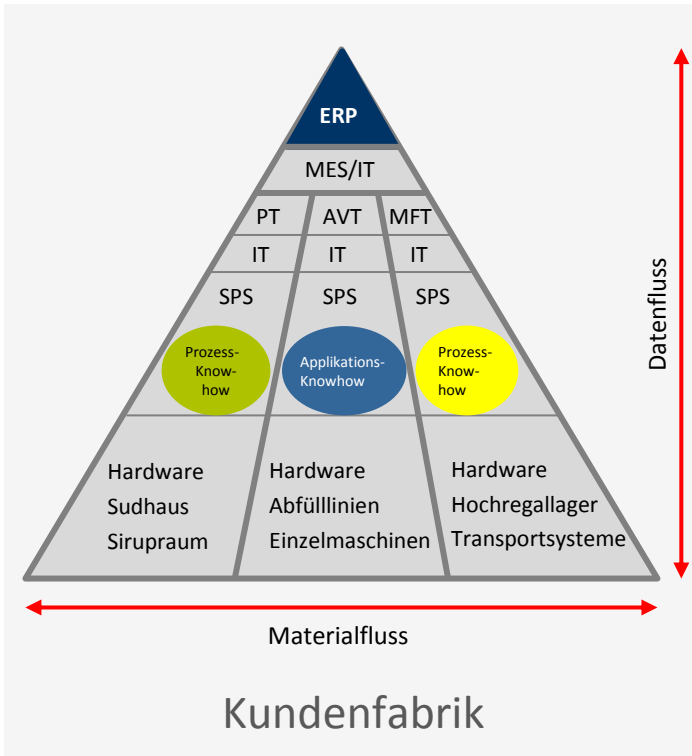 ERP
MES/IT
PT AVT MFT
IT IT IT
SPS SPS SPS
Prozess-
Know-
how
Applikations-
Knowhow
Prozess-
Know-
how
Hardware
Sudhaus
Sirupraum
Hardware
Abfülllinien
Einzelmaschinen
Hardware
Hochregallager
Transportsysteme
Datenfluss
Materialfluss
Kundenfabrik